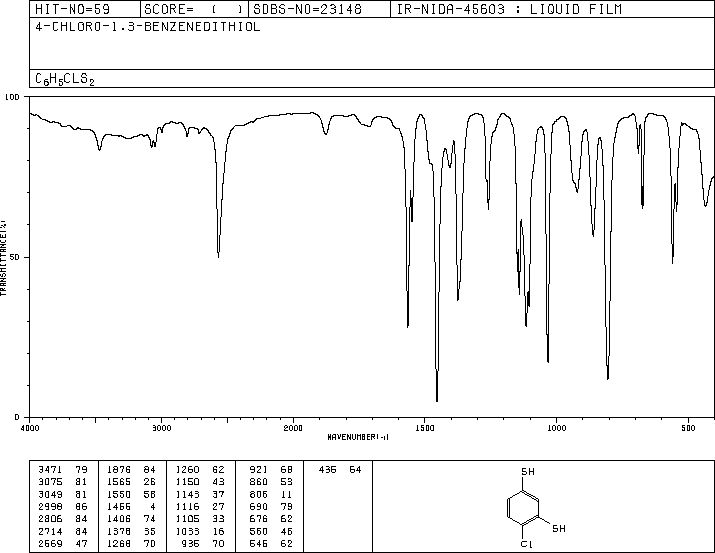 HIT-NO=59 SCORE= ( ) SDBS-NO=23148 IR-NIDA-45603 : LIQUID FILM
4-CHLORO-1,3-BENZENEDITHIOL
C6H5CLS2
100
50
0
TRANSMITTANCE(%)
4000 3000 2000 1500 1000 500
WAVENUMBER(-1)
3471 79 1876 84 1260 62 921 68 436 64
3075 81 1565 26 1150 43 860 53
3049 81 1550 58 1143 37 806 11
2998 86 1456 4 1116 27 690 79
2806 84 1406 74 1105 33 676 62
2714 84 1378 35 1033 16 560 46
2569 47 1268 70 936 70 546 62
SH
SH
Cl